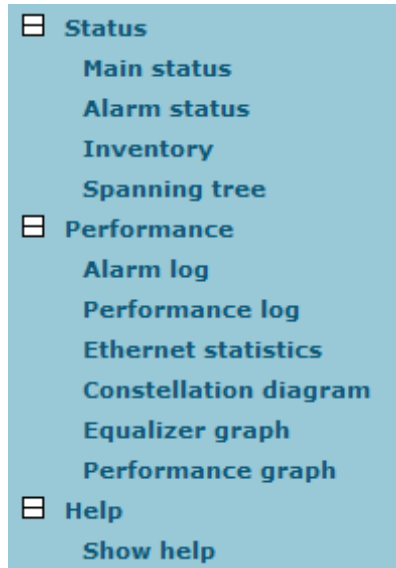 Status
Main status
Alarm status
Inventory
Spanning tree
Performance
Alarm log
Performance log
Ethernet statistics
Constellation diagram
Equalizer graph
Performance graph
Help
Show help